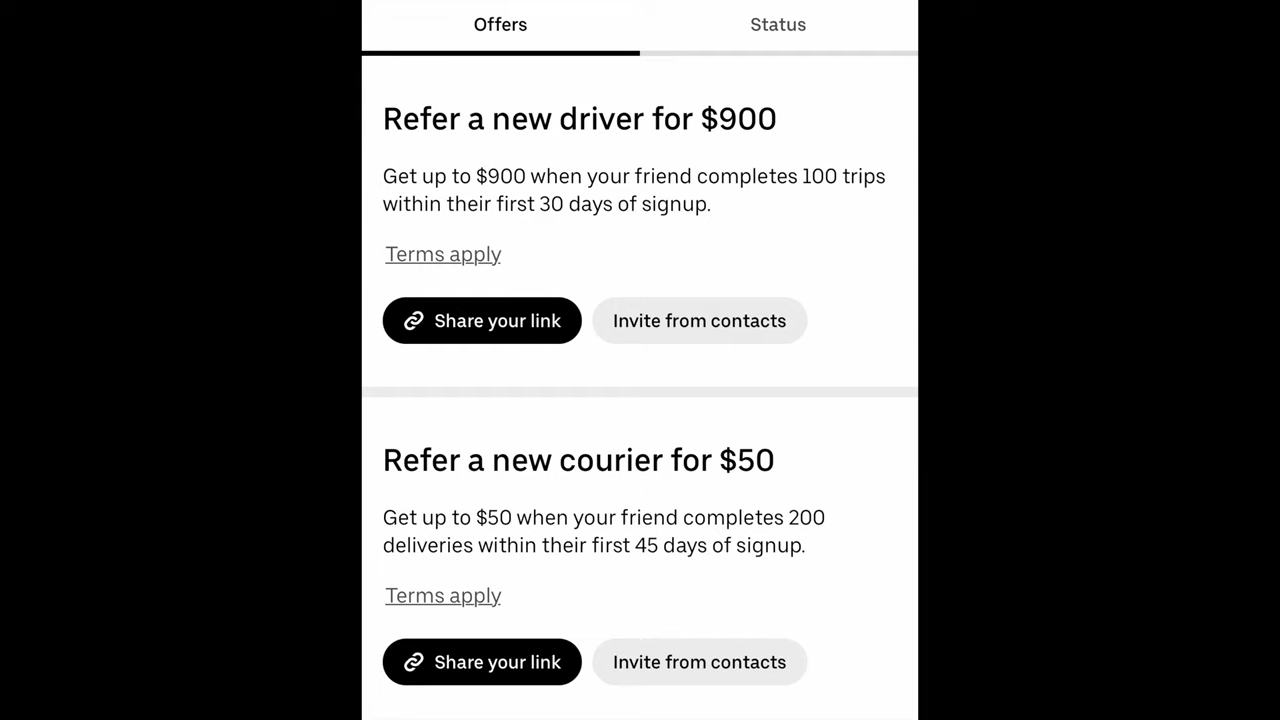 Offers
Status
Refer a new driver for $900
Get up to $900 when your friend completes 100 trips
within their first 30 days of signup.
Terms apply
Share your link
Invite from contacts
Refer a new courier for $50
Get up to $50 when your friend completes 200
deliveries within their first 45 days of signup.
Terms apply
Share your link
Invite from contacts